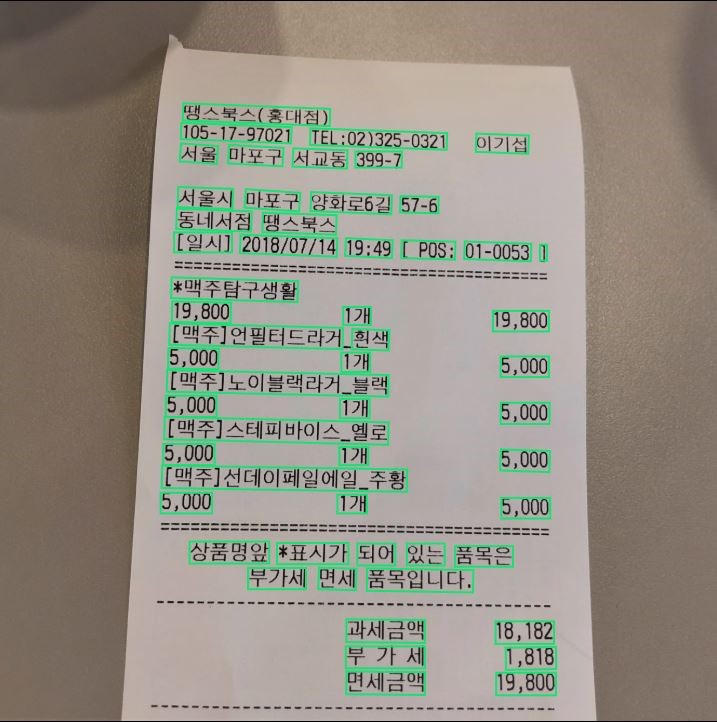 땡스북스(홍대점)
105-17-97021 TEL:02)325-0321 이기섭
서울 마포구 서교동 399-7
서울시 마포구 양화로6길 57-6
동네서점 땡스북스
[일시] 2018/07/14 19:49 [ POS: 01-0053 ]
==============================================
*맥주탐구생활
19,800 1개 19,800
[맥주]언필터드라거_흰색
5,000 1개 5,000
[맥주]노이블랙라거_블랙
5,000 1개 5,000
[맥주]스테피바이스_옐로
5,000 1개 5,000
[맥주]선데이페일에일_주황
5,000 1개 5,000
==============================================
상품명앞 *표시가 되어 있는 품목은
부가세 면세 품목입니다.
----------------------------------------------
과세금액 18,182
부 가 세 1,818
면세금액 19,800
----------------------------------------------